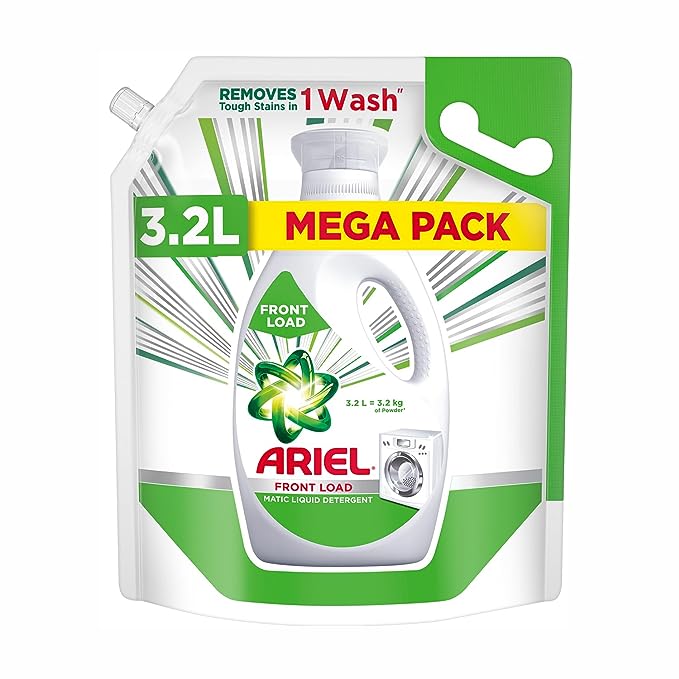 REMOVES
Tough Stains in
1 Wash"
3.2L
MEGA PACK
FRONT
LOAD
3.2 L = 3.2 kg
of Powder*
ARIEL®
FRONT LOAD
MATIC LIQUID DETERGENT